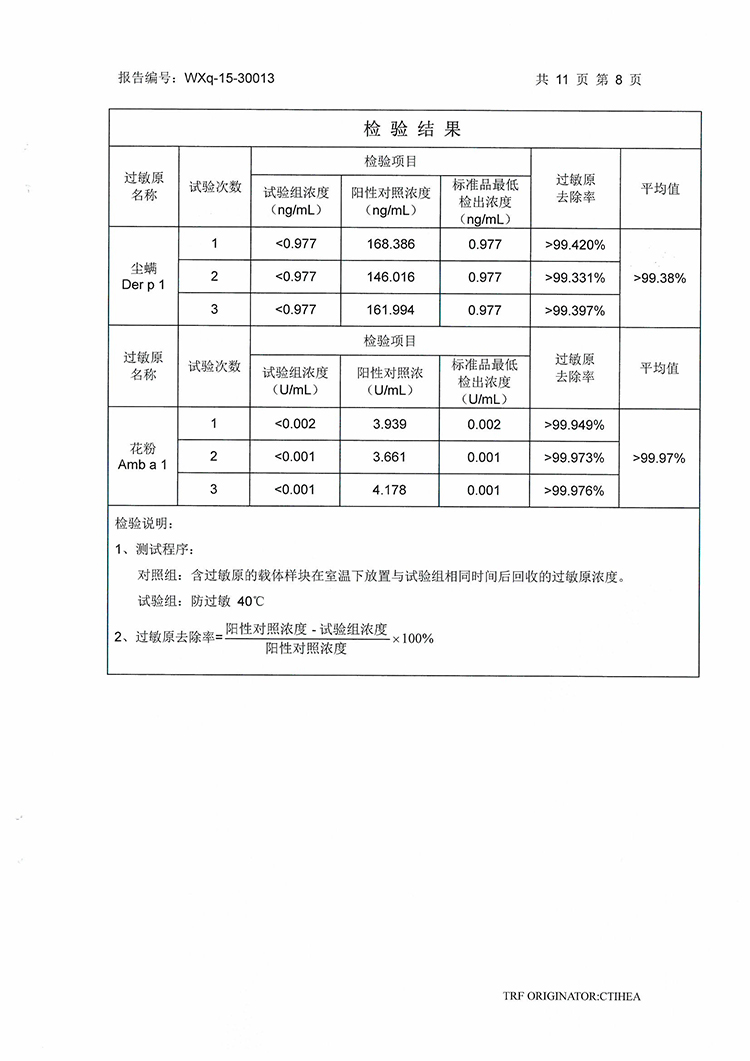 报告编号：WXq-15-30013 共 11 页 第 8 页
检 验 结 果
过敏原名称 试验次数 检验项目 过敏原去除率 平均值
试验组浓度（ng/mL） 阳性对照浓度（ng/mL） 标准品最低检出浓度（ng/mL）
尘螨 Der p 1
1 <0.977 168.386 0.977 >99.420%
2 <0.977 146.016 0.977 >99.331% >99.38%
3 <0.977 161.994 0.977 >99.397%
过敏原名称 试验次数 检验项目 过敏原去除率 平均值
试验组浓度（U/mL） 阳性对照浓（U/mL） 标准品最低检出浓度（U/mL）
花粉 Amb a 1
1 <0.002 3.939 0.002 >99.949%
2 <0.001 3.661 0.001 >99.973% >99.97%
3 <0.001 4.178 0.001 >99.976%
检验说明：
1、测试程序：
对照组：含过敏原的载体样块在室温下放置与试验组相同时间后回收的过敏原浓度。
试验组：防过敏 40℃
2、过敏原去除率=阳性对照浓度 - 试验组浓度
阳性对照浓度 ×100%
TRF ORIGINATOR:CTIHEA